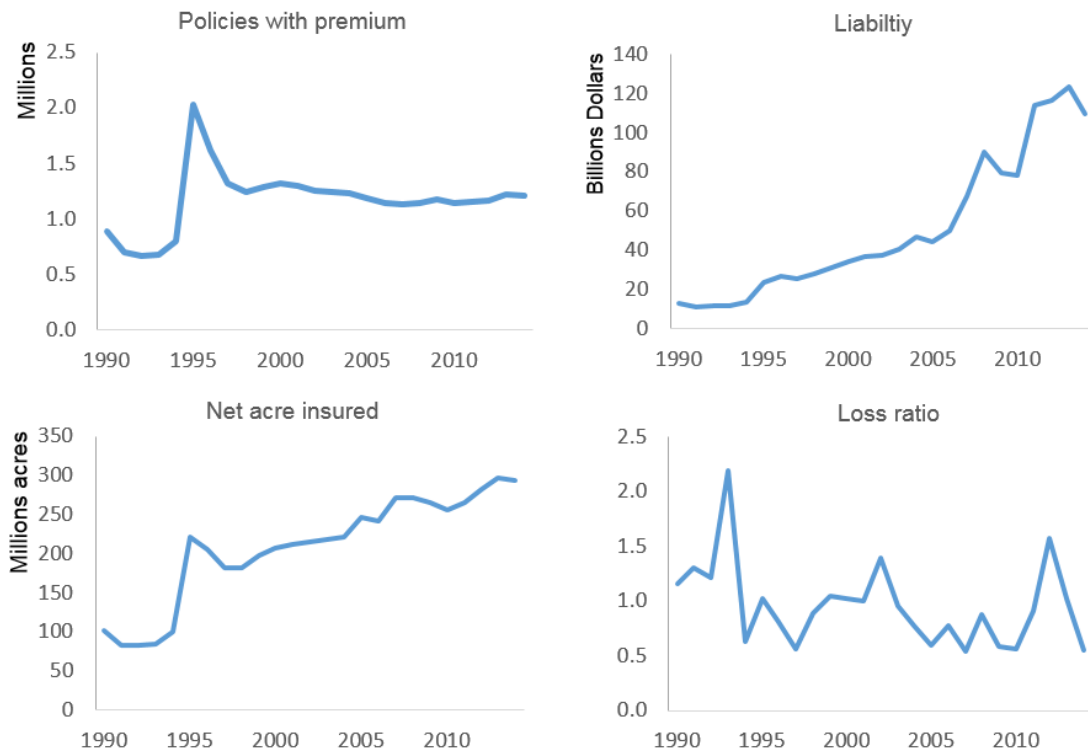 Policies with premium
Millions
2.5
2.0
1.5
1.0
0.5
0.0
1990 1995 2000 2005 2010
Liabiltiy
Billions Dollars
140
120
100
80
60
40
20
0
1990 1995 2000 2005 2010
Net acre insured
Millions acres
350
300
250
200
150
100
50
0
1990 1995 2000 2005 2010
Loss ratio
2.5
2.0
1.5
1.0
0.5
0.0
1990 1995 2000 2005 2010